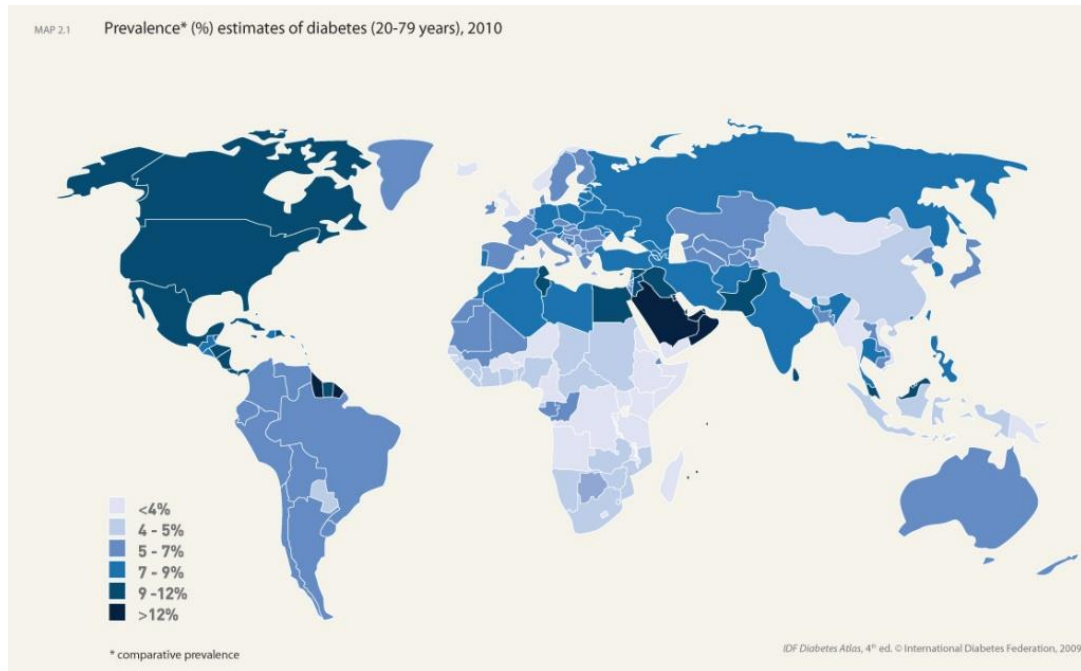 MAP 2.1 Prevalence* (%) estimates of diabetes (20-79 years), 2010
<4%
4 - 5%
5 - 7%
7 - 9%
9 -12%
>12%
* comparative prevalence
IDF Diabetes Atlas, 4th ed. © International Diabetes Federation, 2009